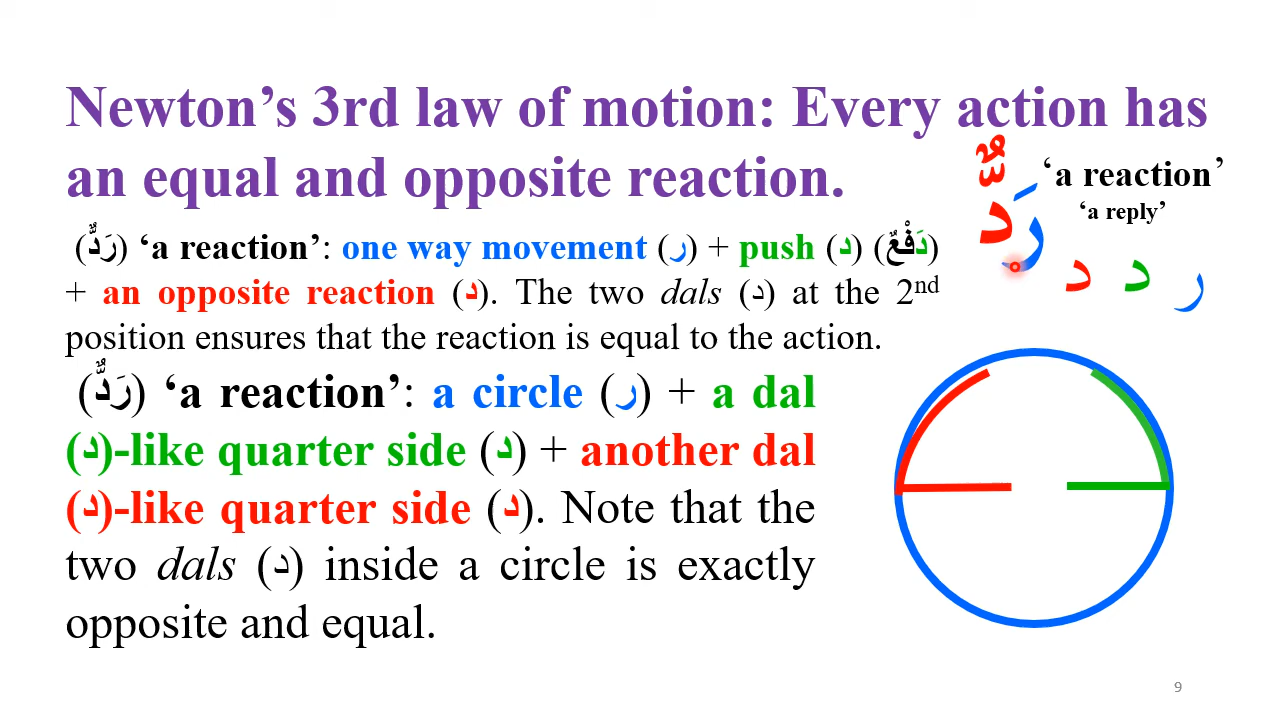 Newton’s 3rd law of motion: Every action has
an equal and opposite reaction.
رَدٌّ ‘a reaction’
‘a reply’
ر د د
(رَدٌّ) ‘a reaction’: one way movement (ر) + push (د) (دَفْعٌ)
+ an opposite reaction (د). The two dals (د) at the 2nd
position ensures that the reaction is equal to the action.
(رَدٌّ) ‘a reaction’: a circle (ر) + a dal
(د)-like quarter side (د) + another dal
(د)-like quarter side (د). Note that the
two dals (د) inside a circle is exactly
opposite and equal.
9